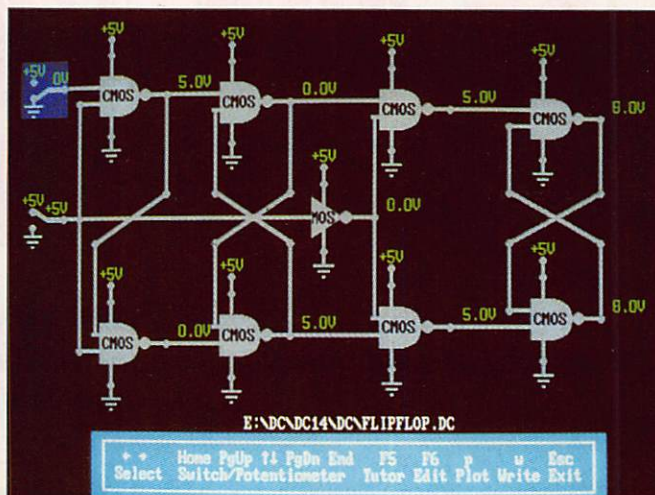 +5V +5V +5V +5V
+5V 0V
CMOS 5.0V CMOS 0.0V CMOS 5.0V CMOS 0.0V
+5V +5V +5V
MOS 0.0V
+5V +5V +5V +5V
CMOS 0.0V CMOS 5.0V CMOS 5.0V CMOS 0.0V
E:\DC\DC14\DC\FLIPFLOP.DC
←→ Home PgUp ↑↓ PgDn End F5 F6 p w Esc
Select Switch/Potentiometer Tutor Edit Plot Write Exit